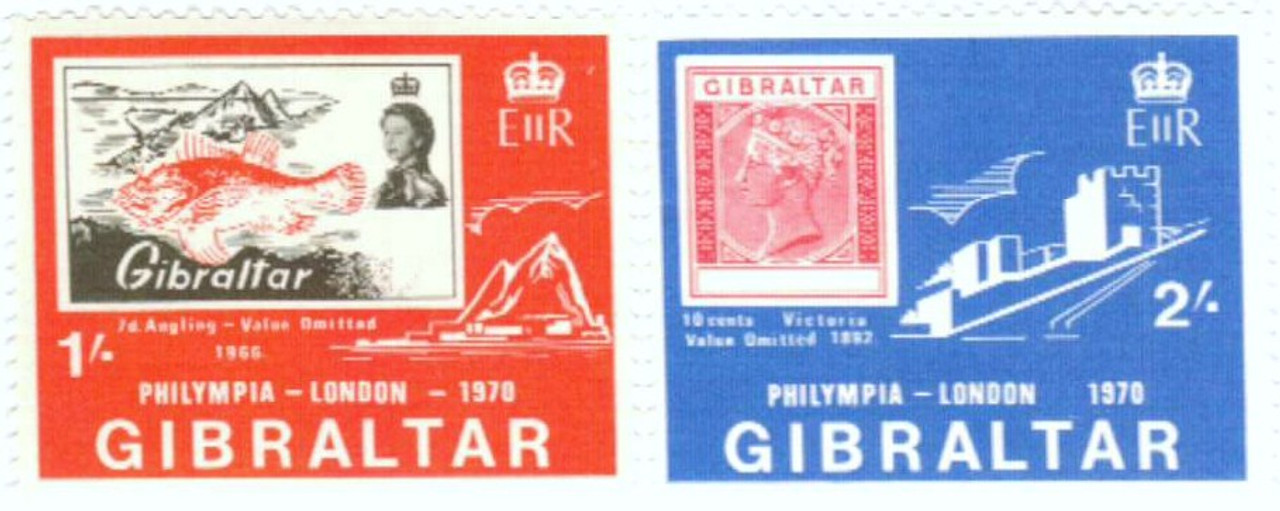 EIIR
Gibraltar
7d. Angling – Value Omitted
1966
1/-
PHILYMPIA – LONDON – 1970
GIBRALTAR
GIBRALTAR
EIIR
10 cents Victoria
Value Omitted 1892
2/-
PHILYMPIA – LONDON 1970
GIBRALTAR